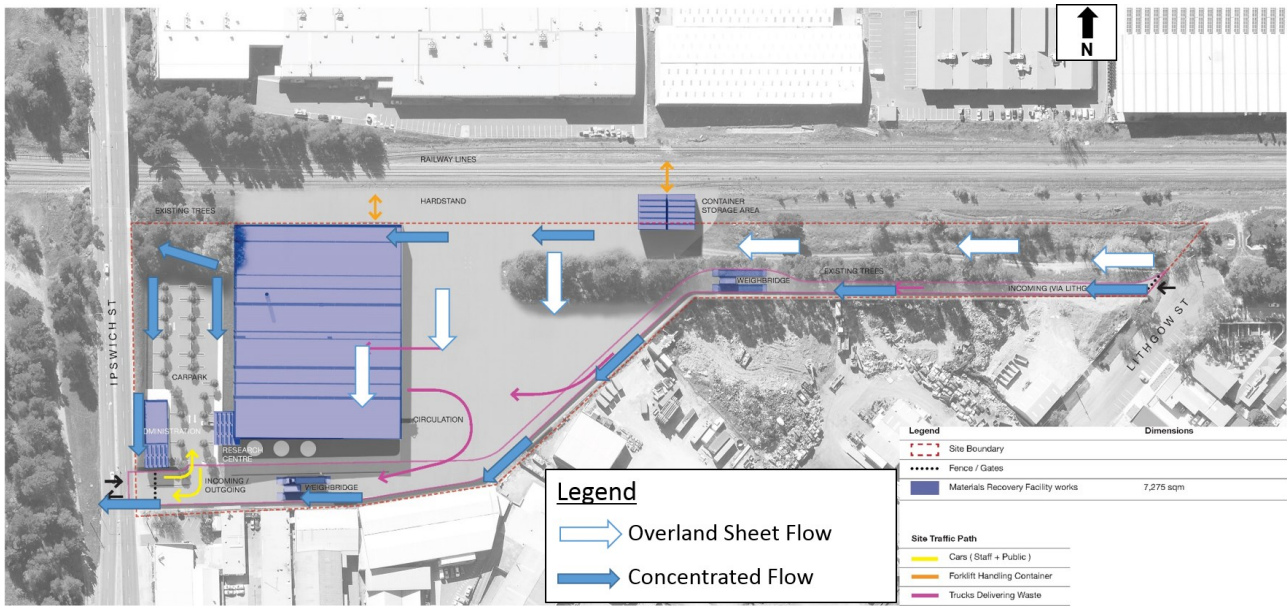 N
RAILWAY LINES
EXISTING TREES
HARDSTAND
CONTAINER
STORAGE AREA
WEIGHBRIDGE
EXISTING TREES
INCOMING (VIA LITHG
IPSWICH ST
LITHGOW ST
CARPARK
CIRCULATION
DMINISTRATION
RESEARCH
CENTRE
INCOMING /
OUTGOING
WEIGHBRIDGE
Legend
Overland Sheet Flow
Concentrated Flow
Legend Dimensions
Site Boundary
Fence / Gates
Materials Recovery Facility works 7,275 sqm
Site Traffic Path
Cars ( Staff + Public )
Forklift Handling Container
Trucks Delivering Waste